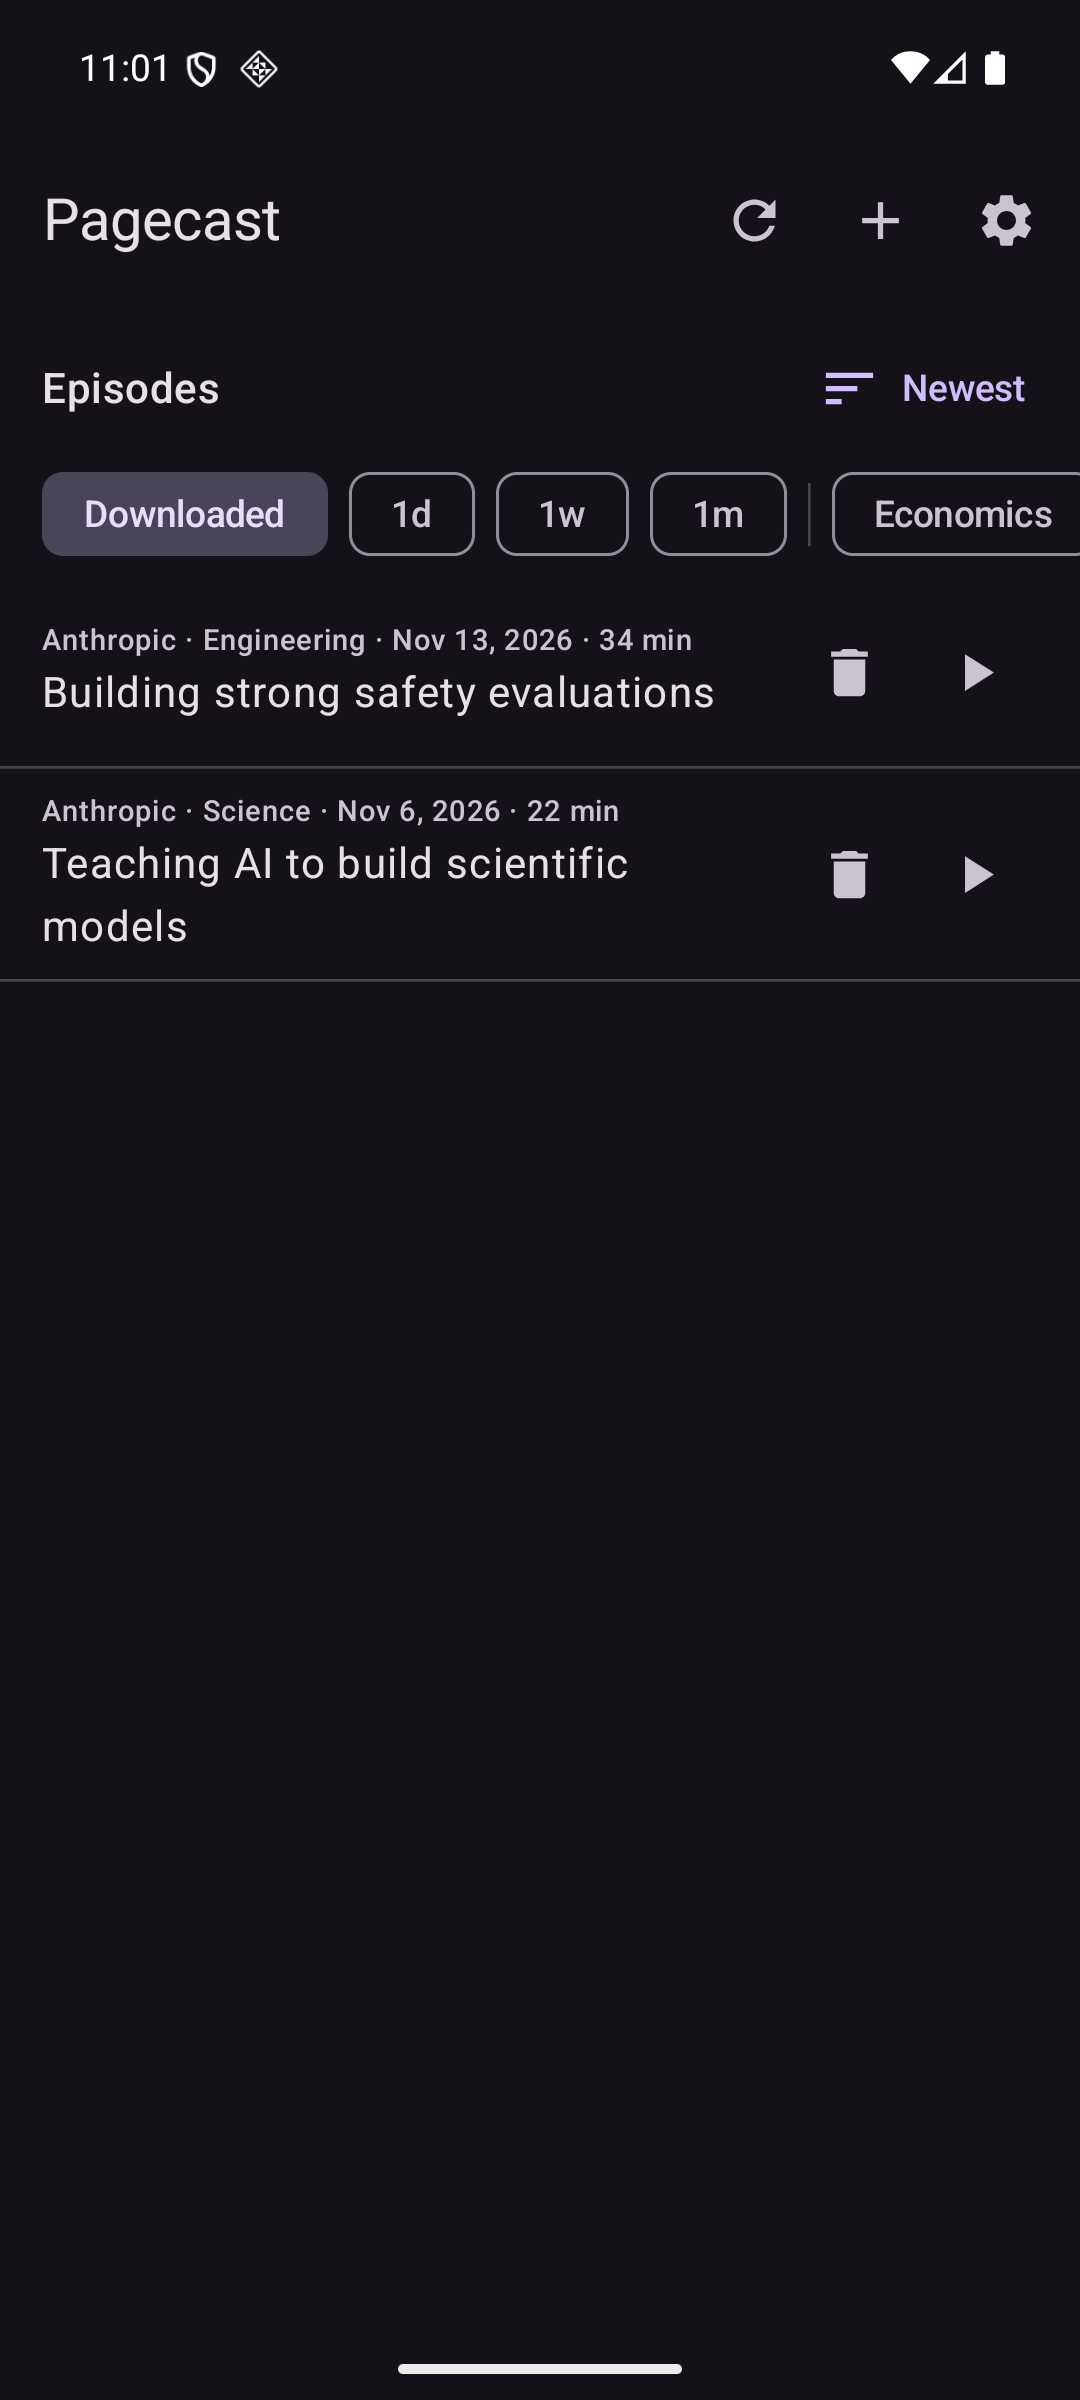 11:01
Pagecast
Episodes
Newest
Downloaded
1d
1w
1m
Economics
Anthropic · Engineering · Nov 13, 2026 · 34 min
Building strong safety evaluations
Anthropic · Science · Nov 6, 2026 · 22 min
Teaching AI to build scientific
models